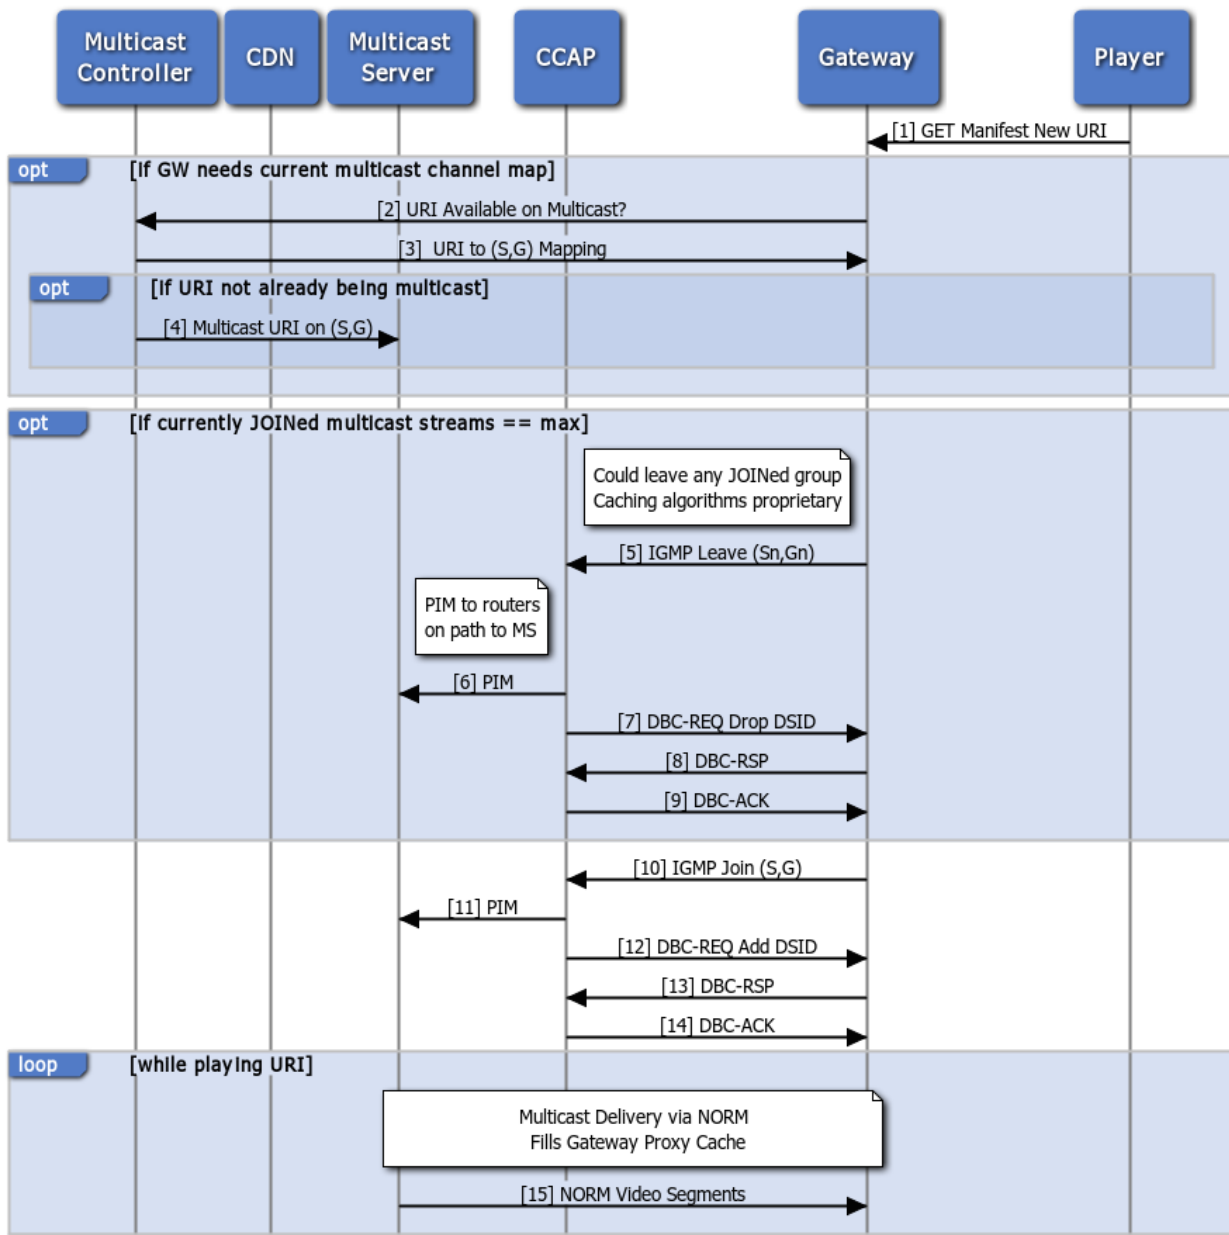 Multicast
Controller
CDN
Multicast
Server
CCAP
Gateway
Player
[1] GET Manifest New URI
opt
[if GW needs current multicast channel map]
[2] URI Available on Multicast?
[3] URI to (S,G) Mapping
opt
[if URI not already being multicast]
[4] Multicast URI on (S,G)
opt
[if currently JOINed multicast streams == max]
Could leave any JOINed group
Caching algorithms proprietary
[5] IGMP Leave (Sn,Gn)
PIM to routers
on path to MS
[6] PIM
[7] DBC-REQ Drop DSID
[8] DBC-RSP
[9] DBC-ACK
[10] IGMP Join (S,G)
[11] PIM
[12] DBC-REQ Add DSID
[13] DBC-RSP
[14] DBC-ACK
loop
[while playing URI]
Multicast Delivery via NORM
Fills Gateway Proxy Cache
[15] NORM Video Segments